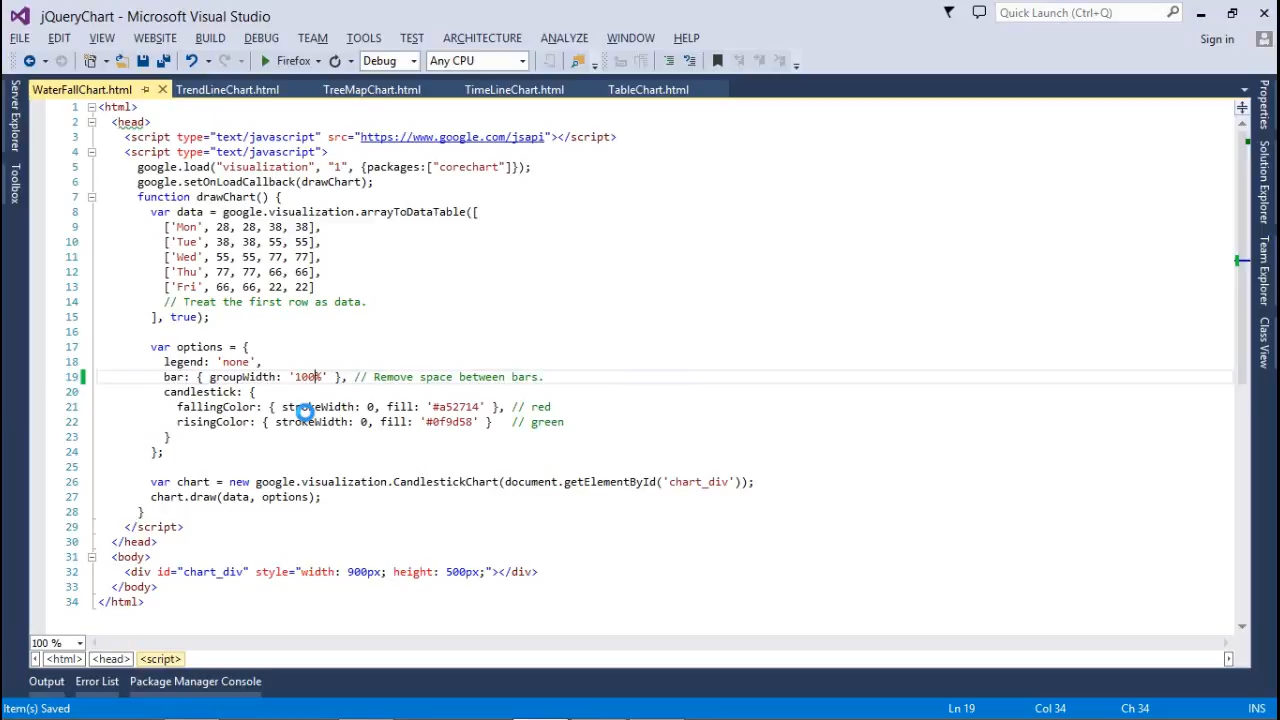 jQueryChart - Microsoft Visual Studio
Quick Launch (Ctrl+Q)
FILE EDIT VIEW WEBSITE BUILD DEBUG TEAM TOOLS TEST ARCHITECTURE ANALYZE WINDOW HELP
Sign in
Firefox Debug Any CPU
WaterFallChart.html TrendLineChart.html TreeMapChart.html TimeLineChart.html TableChart.html
Server Explorer
Toolbox
Properties
Solution Explorer
Team Explorer
Class View
1 <html>
2 <head>
3 <script type="text/javascript" src="https://www.google.com/jsapi"></script>
4 <script type="text/javascript">
5 google.load("visualization", "1", {packages:["corechart"]});
6 google.setOnLoadCallback(drawChart);
7 function drawChart() {
8 var data = google.visualization.arrayToDataTable([
9 ['Mon', 28, 28, 38, 38],
10 ['Tue', 38, 38, 55, 55],
11 ['Wed', 55, 55, 77, 77],
12 ['Thu', 77, 77, 66, 66],
13 ['Fri', 66, 66, 22, 22]
14 // Treat the first row as data.
15 ], true);
16
17 var options = {
18 legend: 'none',
19 bar: { groupWidth: '100%' }, // Remove space between bars.
20 candlestick: {
21 fallingColor: { strokeWidth: 0, fill: '#a52714' }, // red
22 risingColor: { strokeWidth: 0, fill: '#0f9d58' } // green
23 }
24 };
25
26 var chart = new google.visualization.CandlestickChart(document.getElementById('chart_div'));
27 chart.draw(data, options);
28 }
29 </script>
30 </head>
31 <body>
32 <div id="chart_div" style="width: 900px; height: 500px;"></div>
33 </body>
34 </html>
100 %
<html> <head> <script>
Output Error List Package Manager Console
Item(s) Saved Ln 19 Col 34 Ch 34 INS